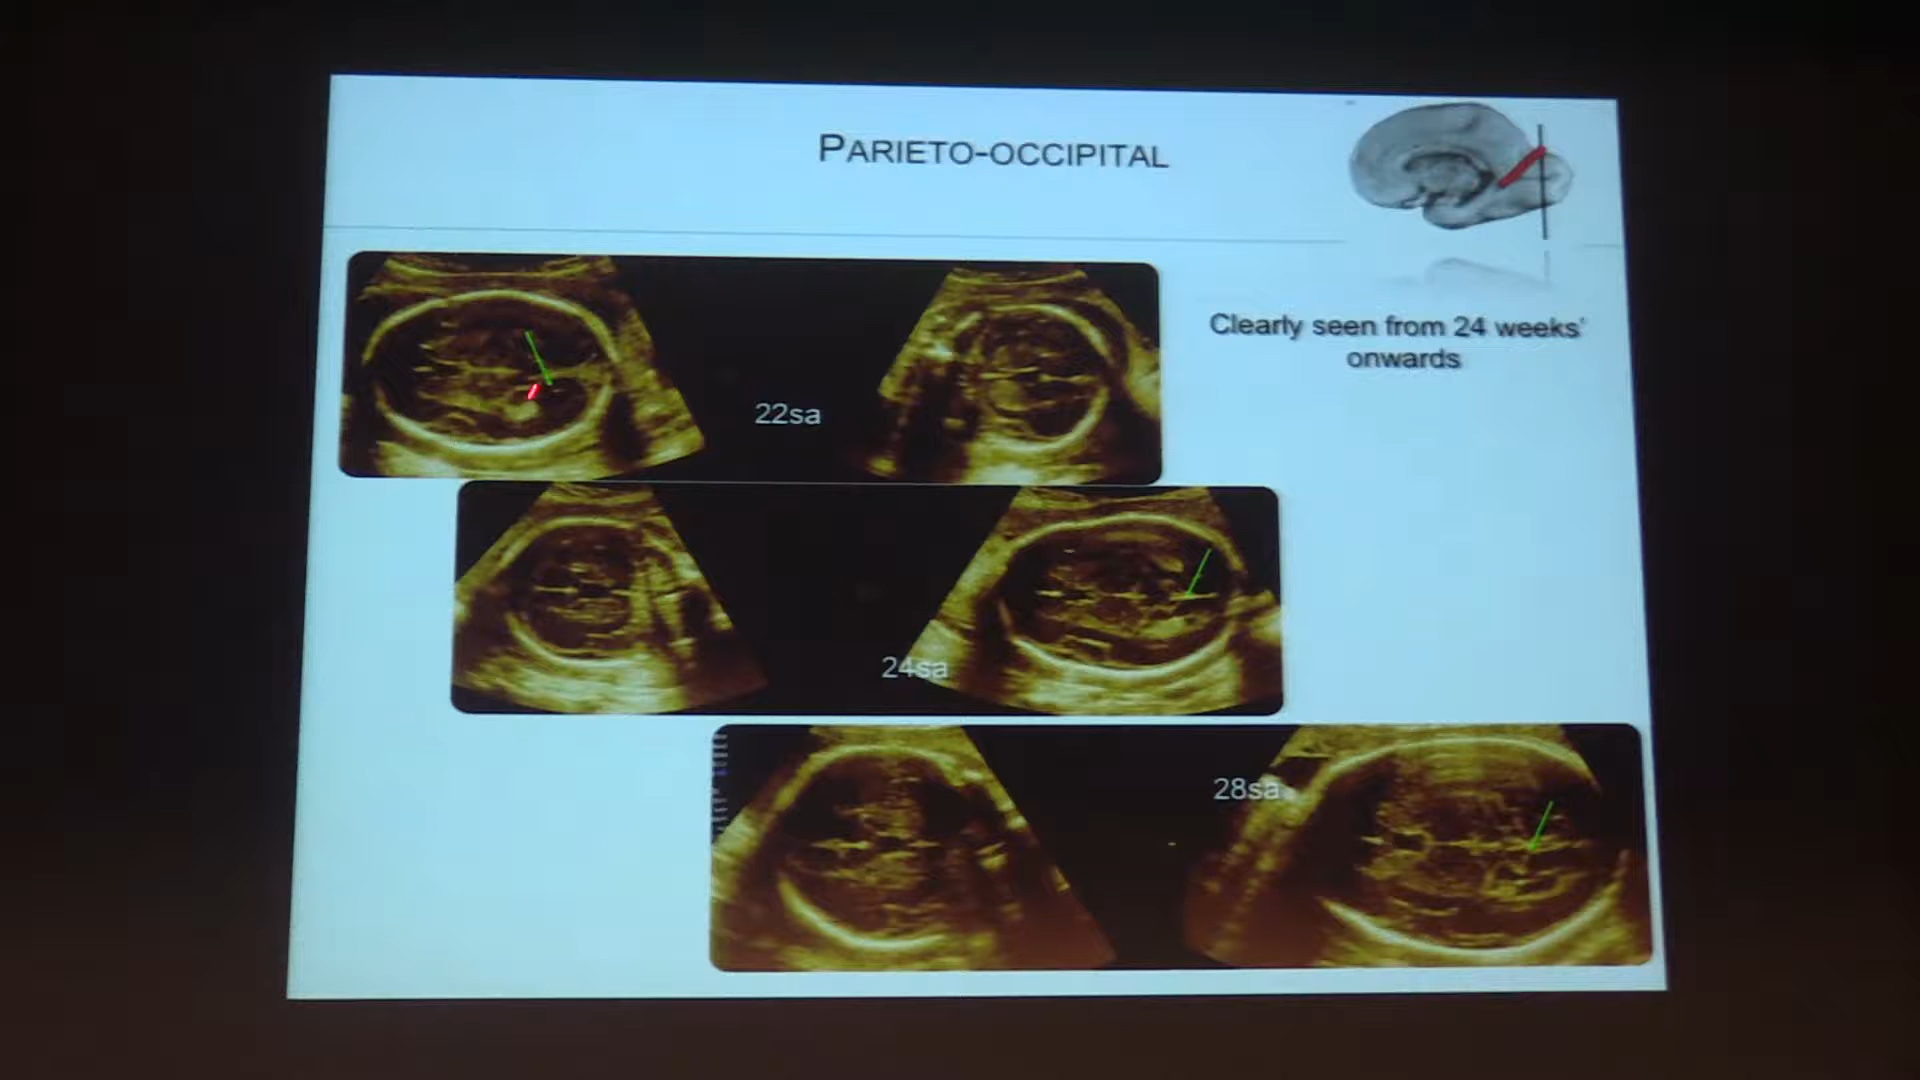 PARIETO-OCCIPITAL
Clearly seen from 24 weeks'
onwards
22sa
24sa
28sa